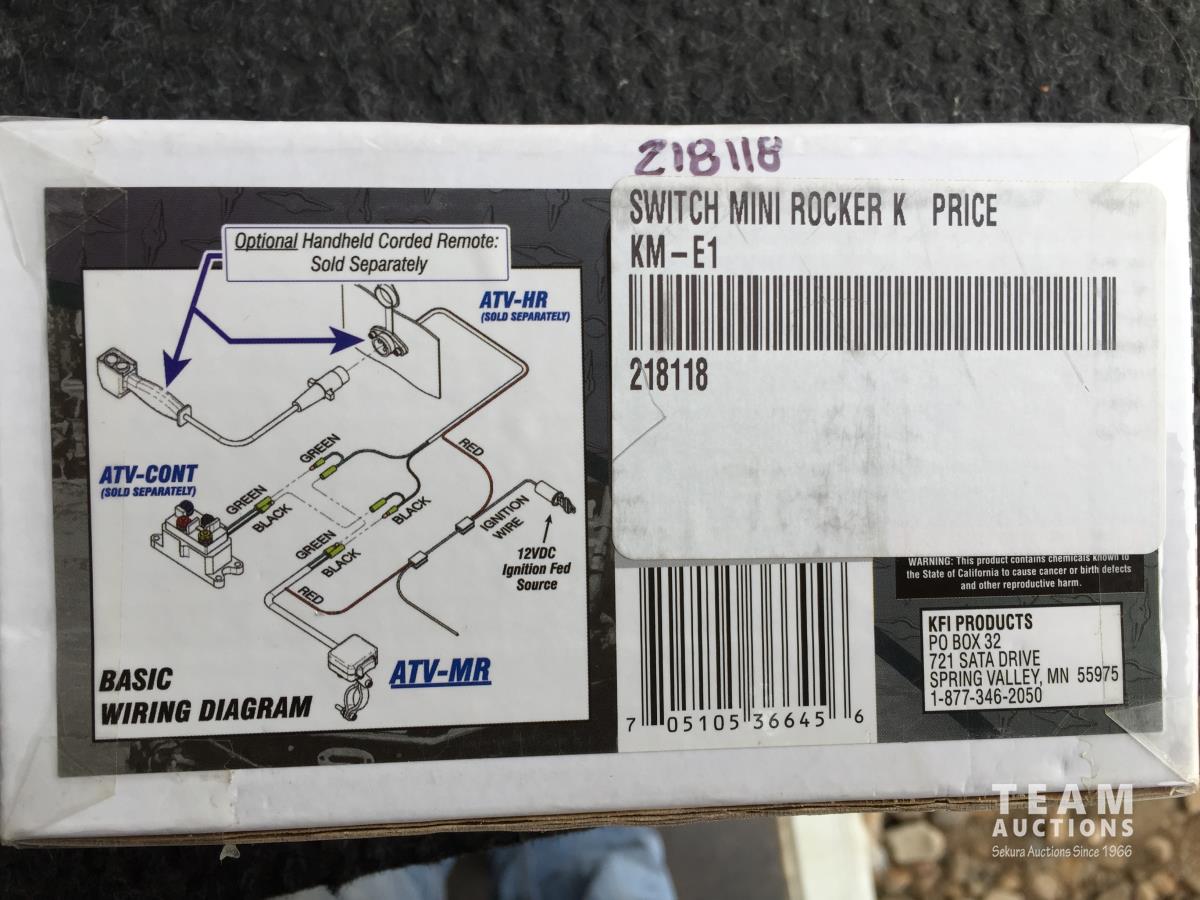 218118
SWITCH MINI ROCKER K PRICE
KM-E1
218118
Optional Handheld Corded Remote:
Sold Separately
ATV-HR
(SOLD SEPARATELY)
RED
GREEN
ATV-CONT
(SOLD SEPARATELY)
GREEN
BLACK
BLACK
IGNITION
WIRE
12VDC
Ignition Fed
Source
GREEN
BLACK
RED
ATV-MR
BASIC
WIRING DIAGRAM
WARNING: This product contains chemicals known to
the State of California to cause cancer or birth defects
and other reproductive harm.
KFI PRODUCTS
PO BOX 32
721 SATA DRIVE
SPRING VALLEY, MN 55975
1-877-346-2050
7 05105 36645 6
TEAM
AUCTIONS
Sekura Auctions Since 1966